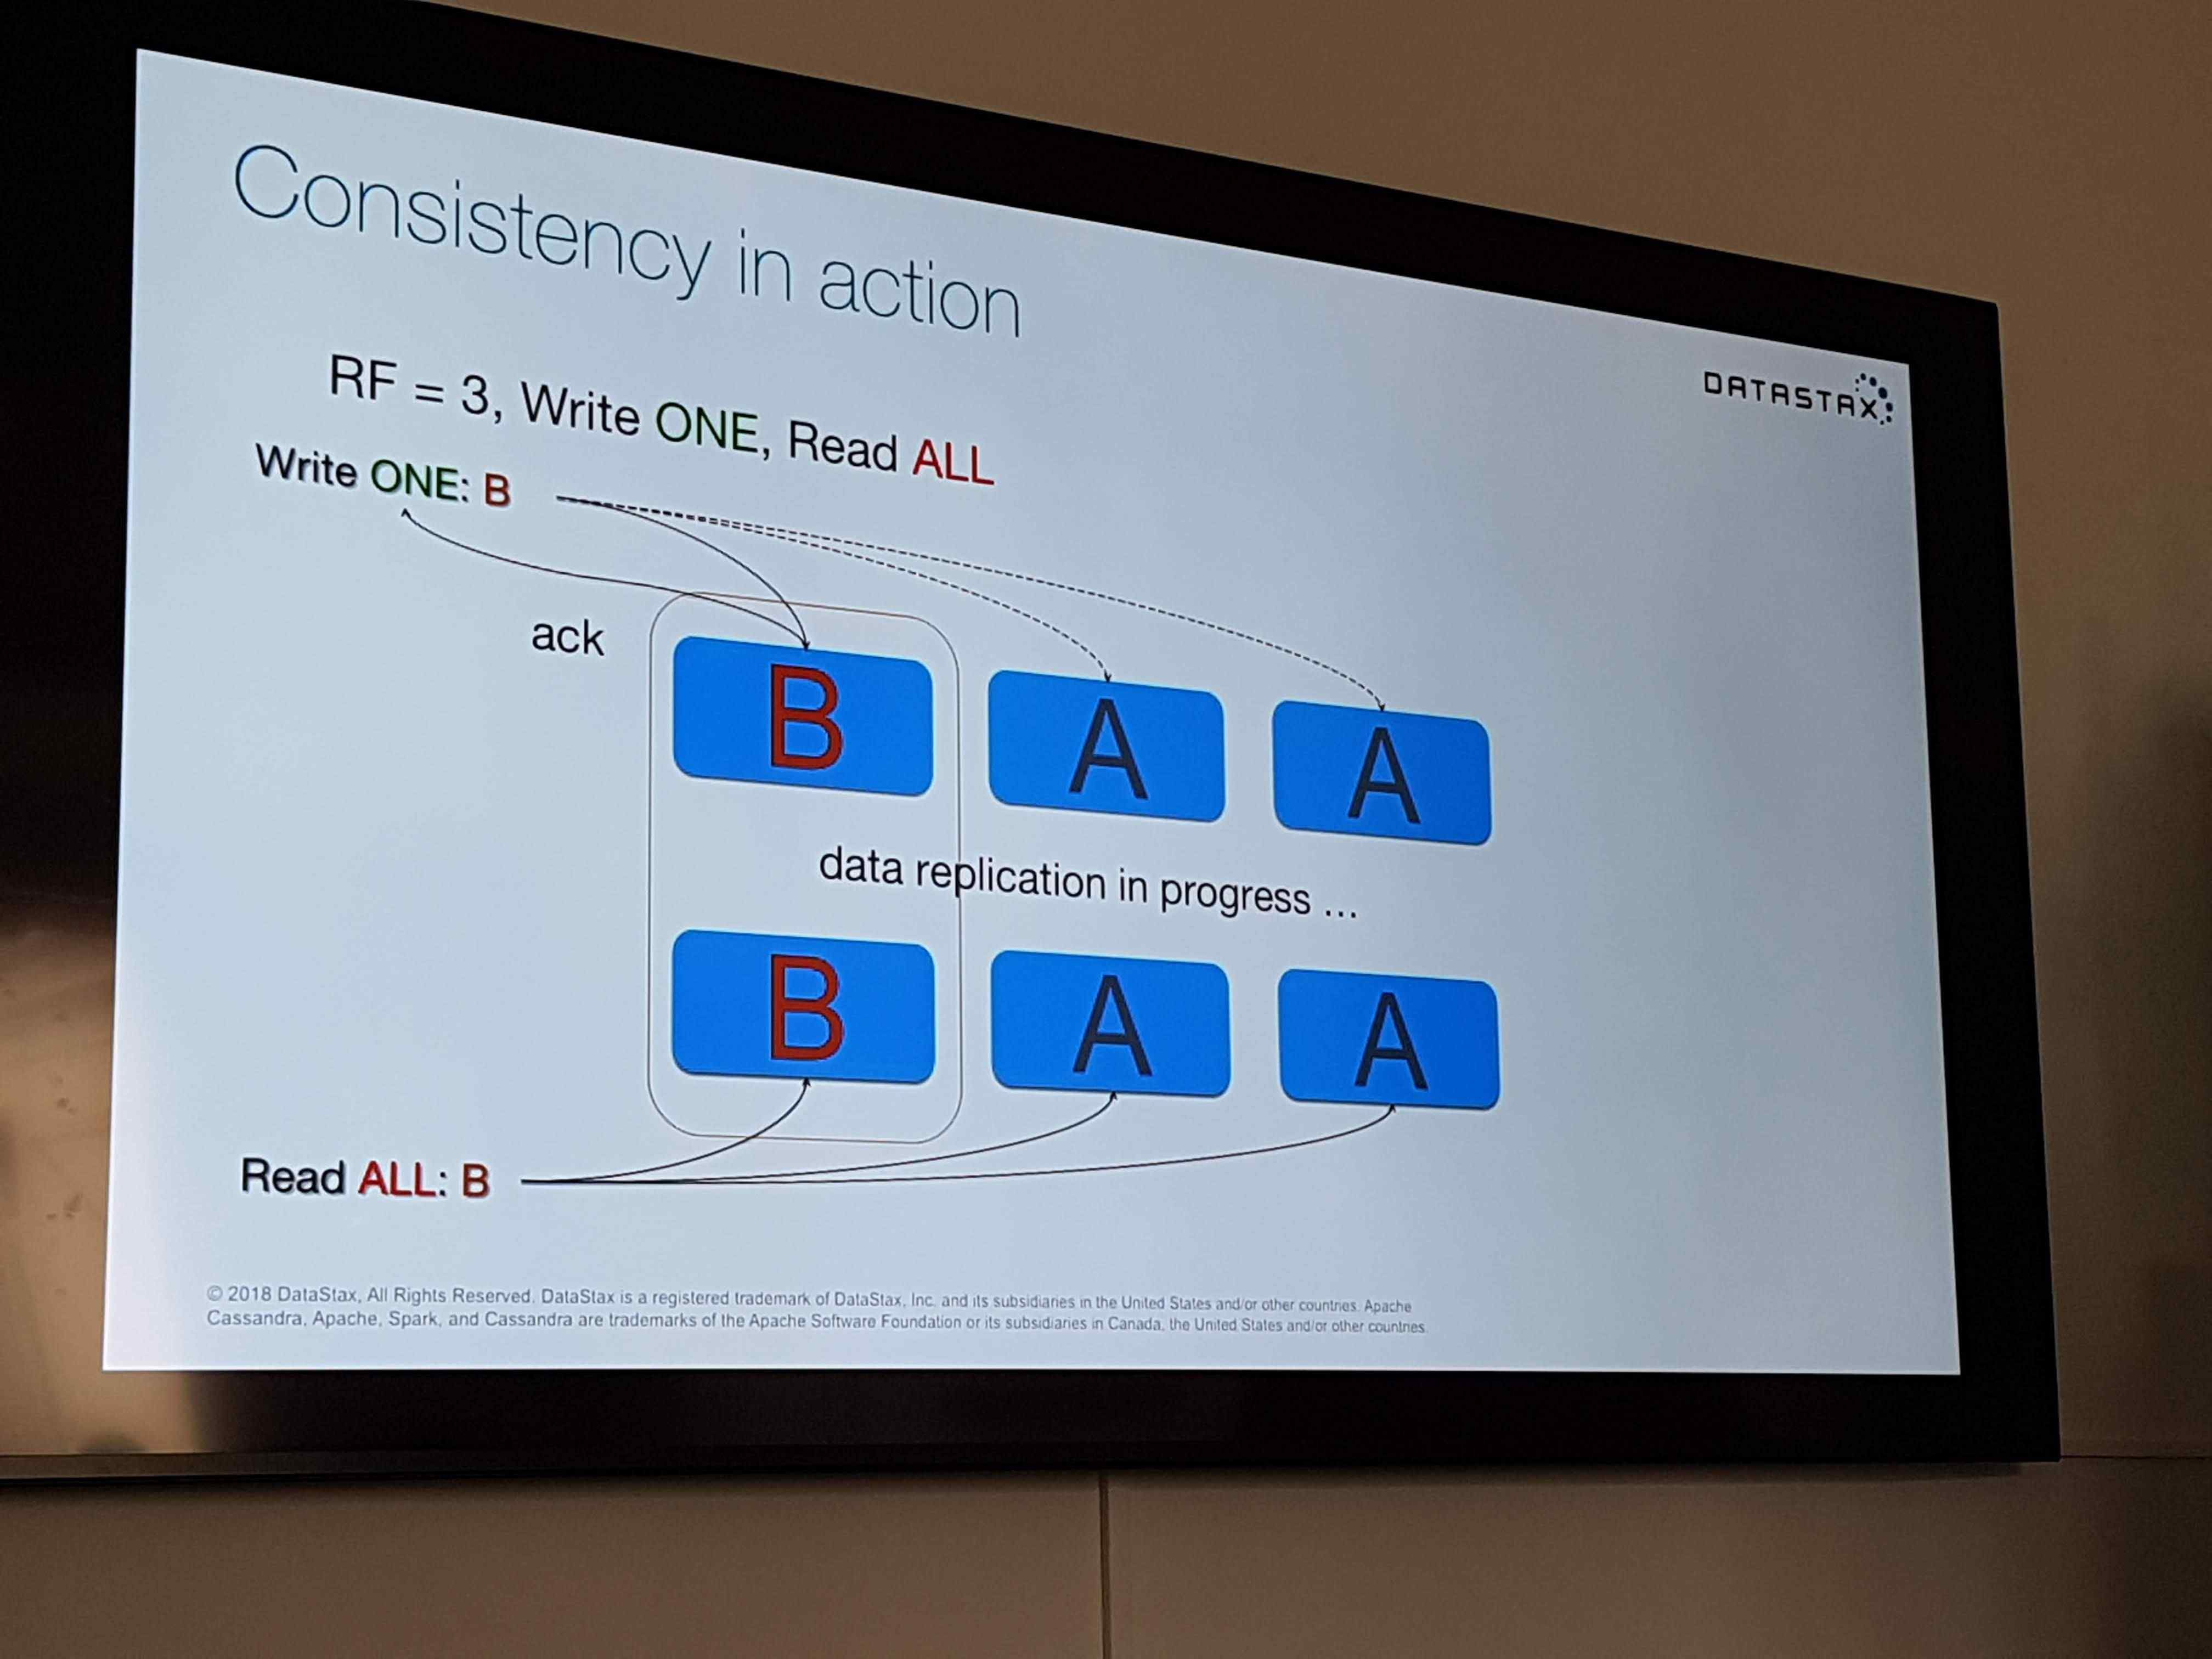 Consistency in action
DATASTAX
RF = 3, Write ONE, Read ALL
Write ONE: B
ack
B A A
data replication in progress ...
B A A
Read ALL: B
© 2018 DataStax, All Rights Reserved. DataStax is a registered trademark of DataStax, Inc. and its subsidiaries in the United States and/or other countries. Apache
Cassandra, Apache, Spark, and Cassandra are trademarks of the Apache Software Foundation or its subsidiaries in Canada, the United States and/or other countries.